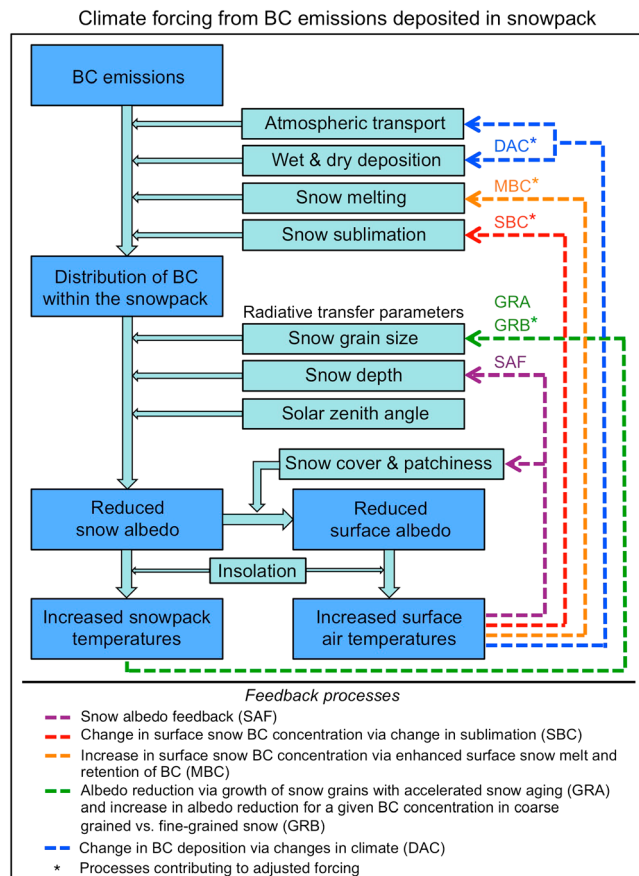 Climate forcing from BC emissions deposited in snowpack
BC emissions
Atmospheric transport
DAC*
Wet & dry deposition
MBC*
Snow melting
SBC*
Snow sublimation
Distribution of BC
within the snowpack
Radiative transfer parameters
GRA
GRB*
Snow grain size
SAF
Snow depth
Solar zenith angle
Snow cover & patchiness
Reduced
snow albedo
Reduced
surface albedo
Insolation
Increased snowpack
temperatures
Increased surface
air temperatures
Feedback processes
Snow albedo feedback (SAF)
Change in surface snow BC concentration via change in sublimation (SBC)
Increase in surface snow BC concentration via enhanced surface snow melt and
retention of BC (MBC)
Albedo reduction via growth of snow grains with accelerated snow aging (GRA)
and increase in albedo reduction for a given BC concentration in coarse
grained vs. fine-grained snow (GRB)
Change in BC deposition via changes in climate (DAC)
* Processes contributing to adjusted forcing